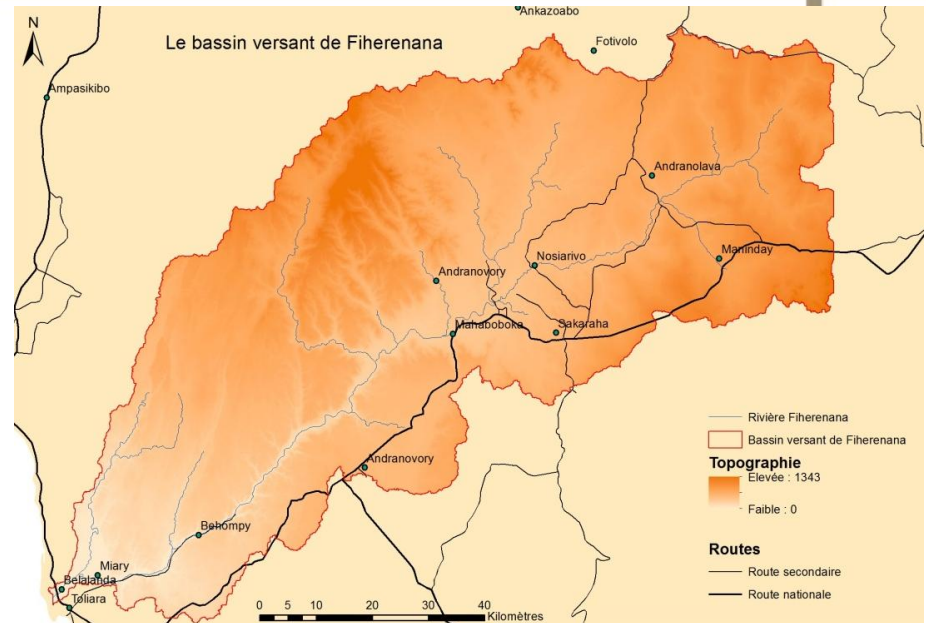 N
Le bassin versant de Fiherenana
Ankazoabo
Fotivolo
Ampasikibo
Andranolava
Maninday
Nosiarivo
Andranovory
Mahaboboka
Sakaraha
Andranovory
Behompy
Miary
Belalanda
Toliara
0 5 10 20 30 40
Kilomètres
Rivière Fiherenana
Bassin versant de Fiherenana
Topographie
Elevée : 1343
Faible : 0
Routes
Route secondaire
Route nationale